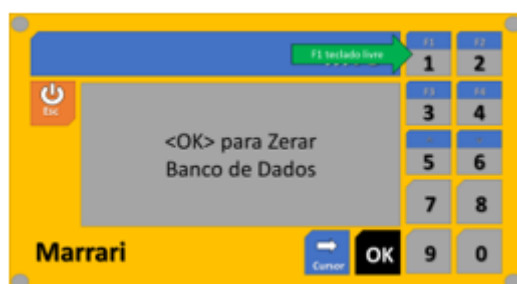 F1 teclado livre
F1
1
F2
2
Esc
F3
3
F4
4
<OK> para Zerar
Banco de Dados
5
6
7
8
Marrari
Cursor
OK
9
0